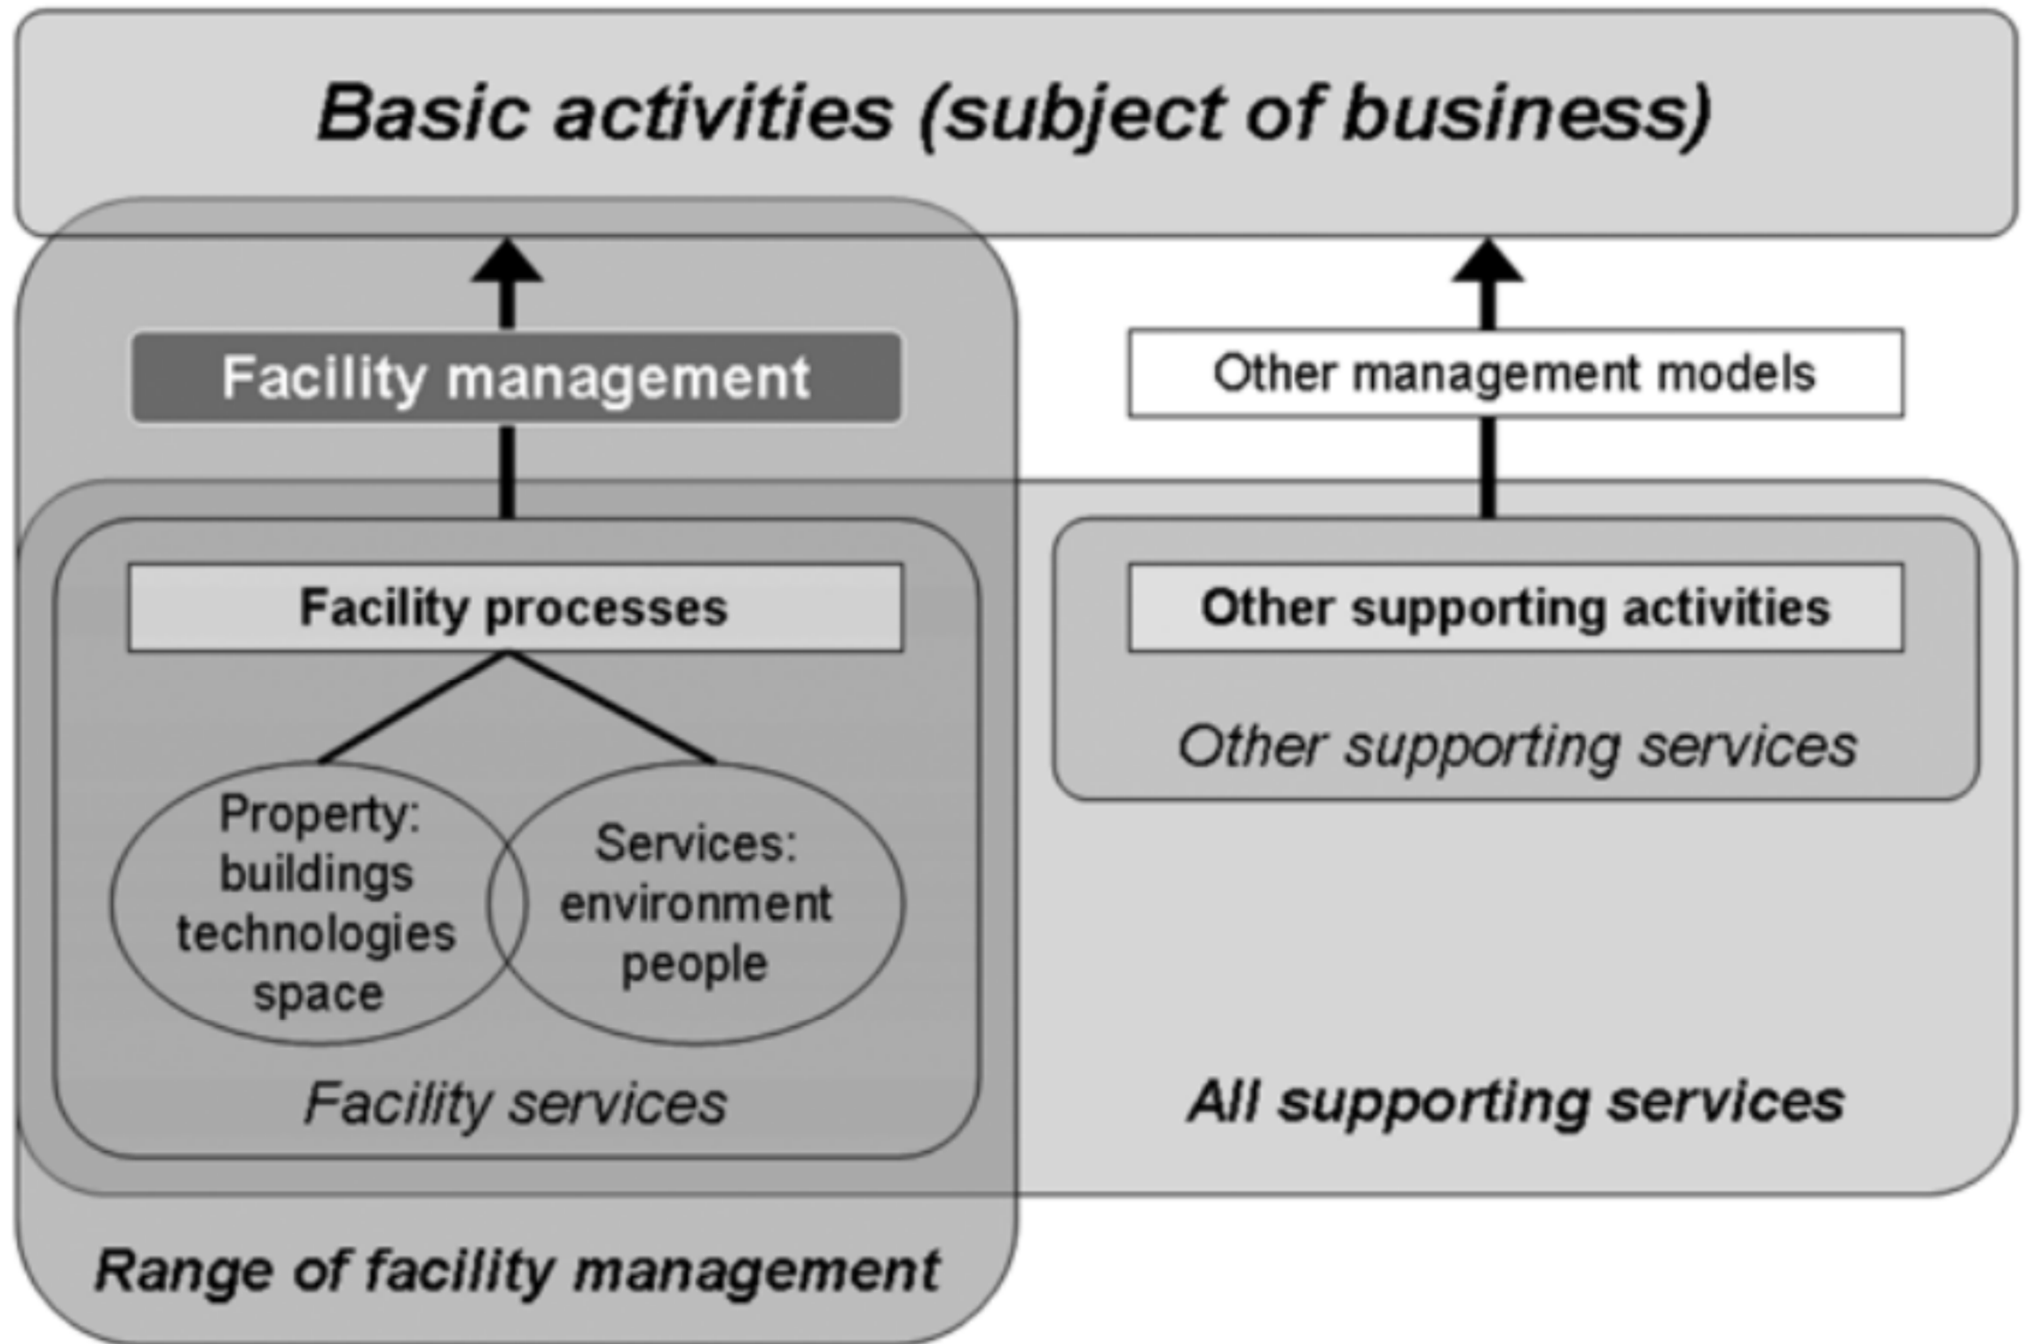 Basic activities (subject of business)
Facility management
Other management models
Facility processes
Other supporting activities
Other supporting services
Property:
buildings
technologies
space
Services:
environment
people
Facility services
All supporting services
Range of facility management